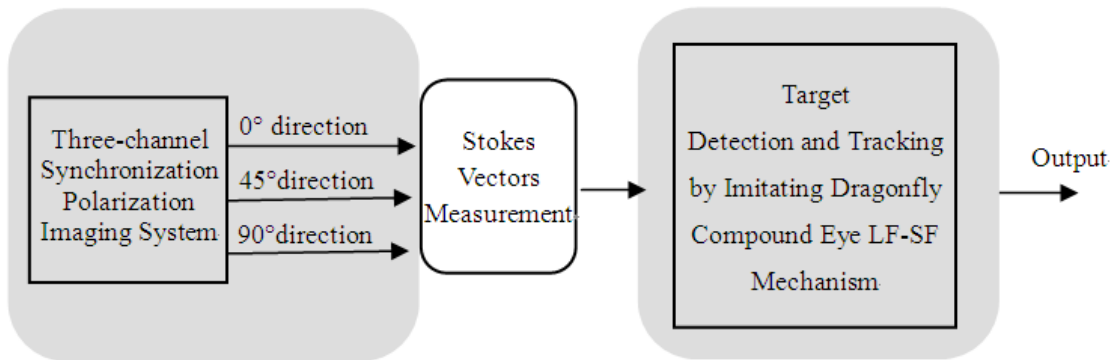 Three-channel
Synchronization
Polarization
Imaging System
0° direction
45°direction
90°direction
Stokes
Vectors
Measurement
Target
Detection and Tracking
by Imitating Dragonfly
Compound Eye LF-SF
Mechanism
Output